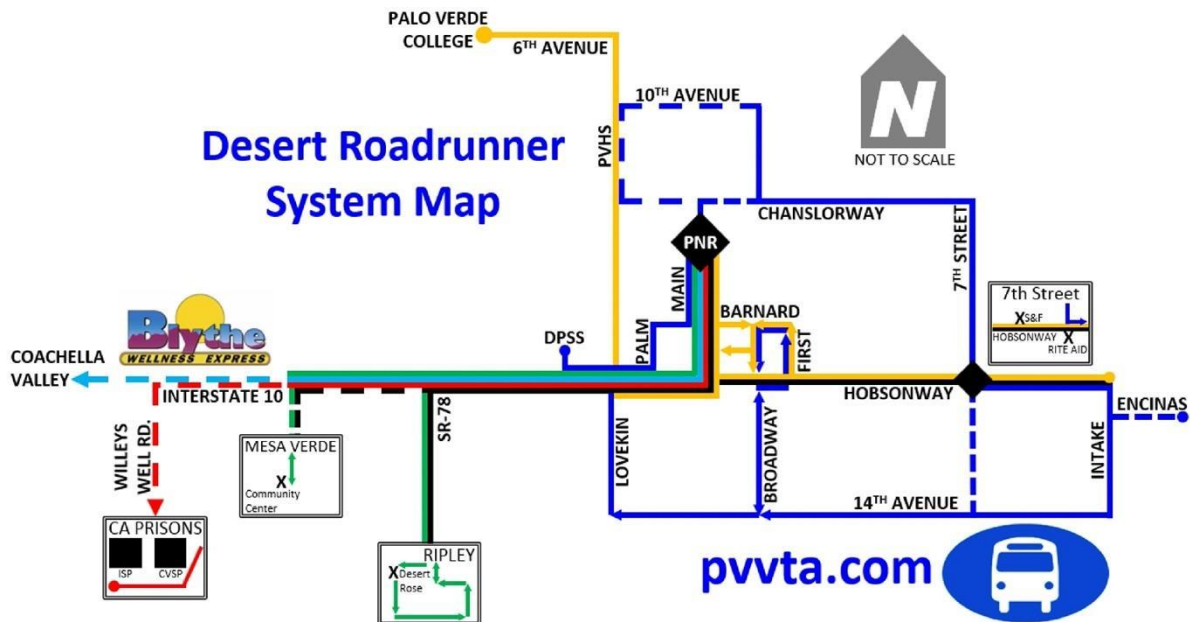 PALO VERDE
COLLEGE
6TH AVENUE
10TH AVENUE
N
NOT TO SCALE
Desert Roadrunner
System Map
PVHS
CHANSLORWAY
PNR
MAIN
7TH STREET
7th Street
XS&F
HOBSONWAY
X
RITE AID
BARNARD
FIRST
DPSS
PALM
Blythe
WELLNESS EXPRESS
COACHELLA
VALLEY
INTERSTATE 10
HOBSONWAY
ENCINAS
SR-78
LOVEKIN
BROADWAY
INTAKE
14TH AVENUE
WILLEYS
WELL RD.
MESA VERDE
X
Community
Center
CA PRISONS
ISP
CVSP
RIPLEY
XDesert
Rose
pvvta.com